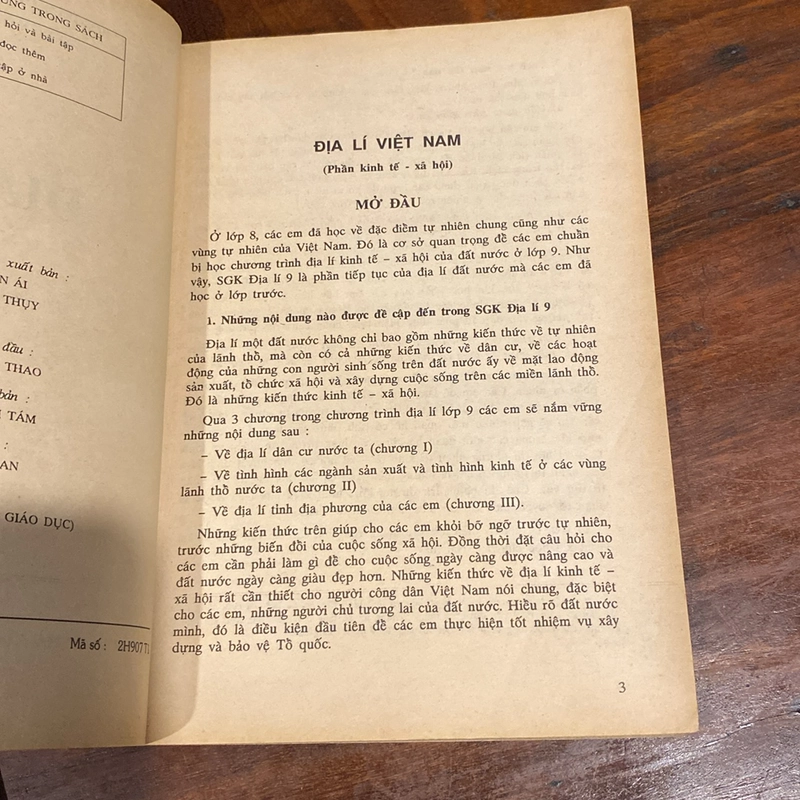 ÙNG TRONG SÁCH
hỏi và bài tập
đọc thêm
tập ở nhà
xuất bản :
N ÁI
THỤY
đầu :
THAO
bản :
TÁM
:
AN
GIÁO DỤC)
Mã số : 2H907T
ĐỊA LÍ VIỆT NAM
(Phần kinh tế - xã hội)
MỞ ĐẦU
Ở lớp 8, các em đã học về đặc điểm tự nhiên chung cũng như các
vùng tự nhiên của Việt Nam. Đó là cơ sở quan trọng để các em chuẩn
bị học chương trình địa lí kinh tế – xã hội của đất nước ở lớp 9. Như
vậy, SGK Địa lí 9 là phần tiếp tục của địa lí đất nước mà các em đã
học ở lớp trước.
1. Những nội dung nào được đề cập đến trong SGK Địa lí 9
Địa lí một đất nước không chỉ bao gồm những kiến thức về tự nhiên
của lãnh thổ, mà còn có cả những kiến thức về dân cư, về các hoạt
động của những con người sinh sống trên đất nước ấy về mặt lao động
sản xuất, tổ chức xã hội và xây dựng cuộc sống trên các miền lãnh thổ.
Đó là những kiến thức kinh tế – xã hội.
Qua 3 chương trong chương trình địa lí lớp 9 các em sẽ nắm vững
những nội dung sau :
– Về địa lí dân cư nước ta (chương I)
– Về tình hình các ngành sản xuất và tình hình kinh tế ở các vùng
lãnh thổ nước ta (chương II)
– Về địa lí tỉnh địa phương của các em (chương III).
Những kiến thức trên giúp cho các em khỏi bỡ ngỡ trước tự nhiên,
trước những biến đổi của cuộc sống xã hội. Đồng thời đặt câu hỏi cho
các em cần phải làm gì để cho cuộc sống ngày càng được nâng cao và
đất nước ngày càng giàu đẹp hơn. Những kiến thức về địa lí kinh tế –
xã hội rất cần thiết cho người công dân Việt Nam nói chung, đặc biệt
cho các em, những người chủ tương lai của đất nước. Hiểu rõ đất nước
mình, đó là điều kiện đầu tiên để các em thực hiện tốt nhiệm vụ xây
dựng và bảo vệ Tổ quốc.
3